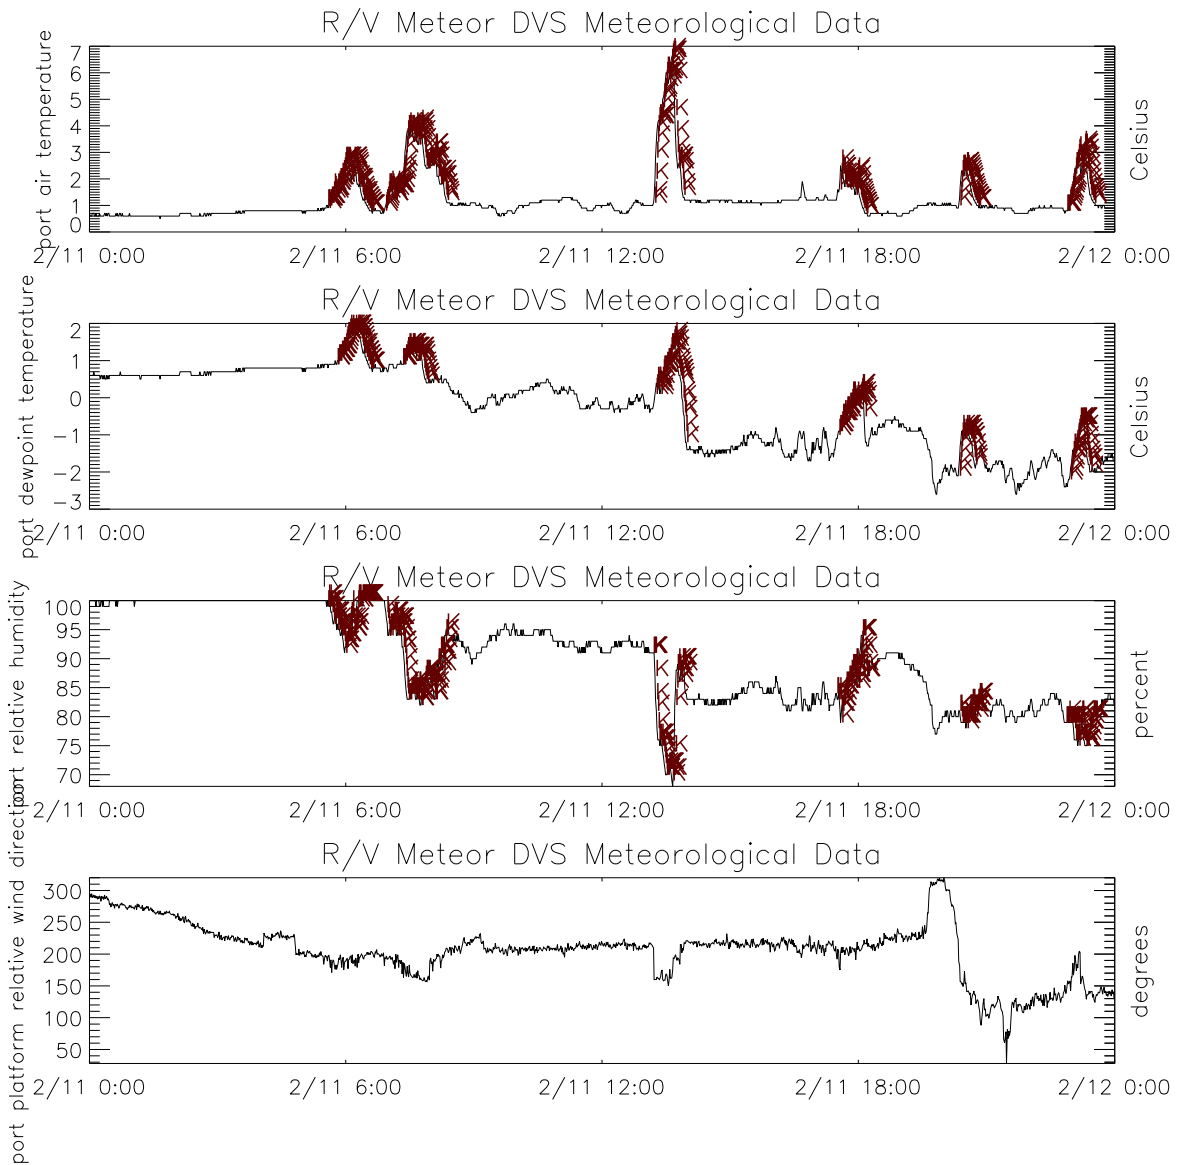 R/V Meteor DVS Meteorological Data
port air temperature
7
6
5
4
3
2
1
0
Celsius
2/11 0:00 2/11 6:00 2/11 12:00 2/11 18:00 2/12 0:00
R/V Meteor DVS Meteorological Data
port dewpoint temperature
2
1
0
-1
-2
-3
Celsius
2/11 0:00 2/11 6:00 2/11 12:00 2/11 18:00 2/12 0:00
R/V Meteor DVS Meteorological Data
port relative humidity
100
95
90
85
80
75
70
percent
2/11 0:00 2/11 6:00 2/11 12:00 2/11 18:00 2/12 0:00
R/V Meteor DVS Meteorological Data
port platform relative wind direction
300
250
200
150
100
50
degrees
2/11 0:00 2/11 6:00 2/11 12:00 2/11 18:00 2/12 0:00